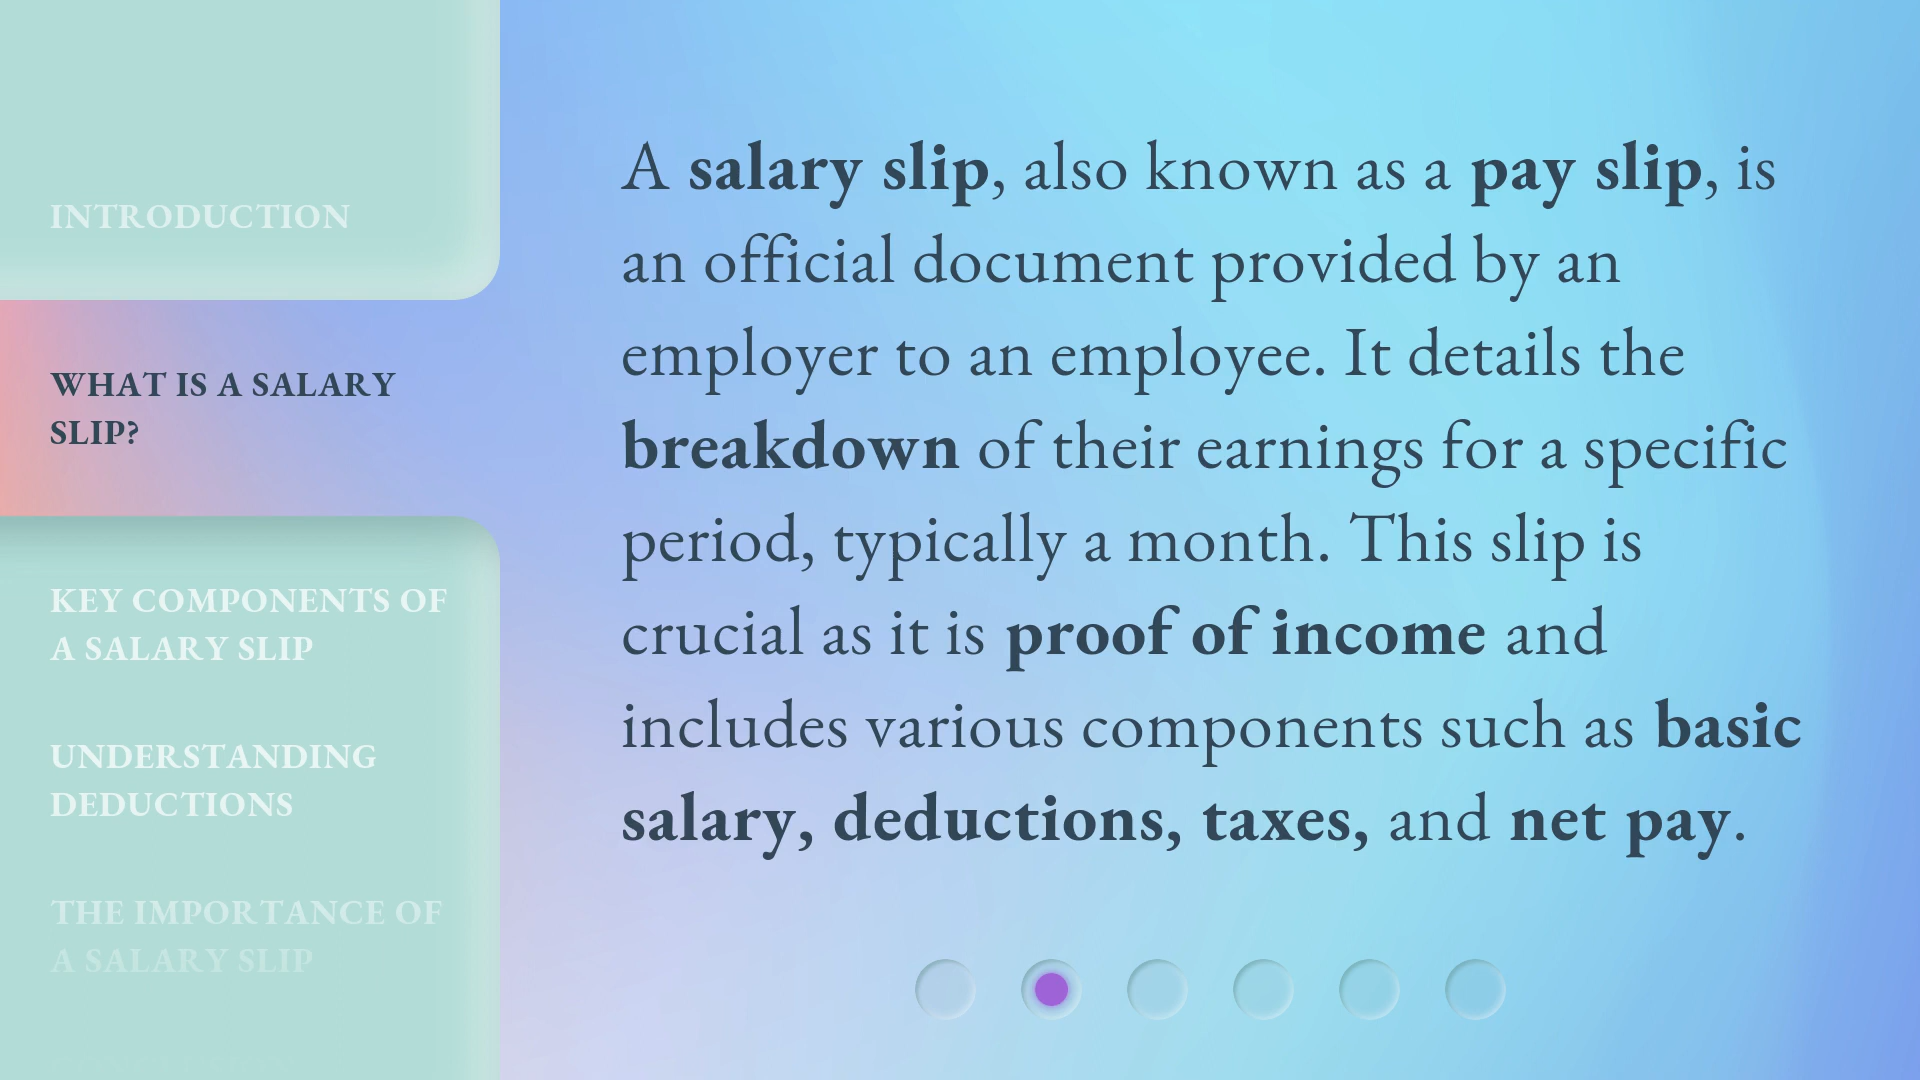 INTRODUCTION
WHAT IS A SALARY
SLIP?
KEY COMPONENTS OF
A SALARY SLIP
UNDERSTANDING
DEDUCTIONS
THE IMPORTANCE OF
A SALARY SLIP
A salary slip, also known as a pay slip, is
an official document provided by an
employer to an employee. It details the
breakdown of their earnings for a specific
period, typically a month. This slip is
crucial as it is proof of income and
includes various components such as basic
salary, deductions, taxes, and net pay.